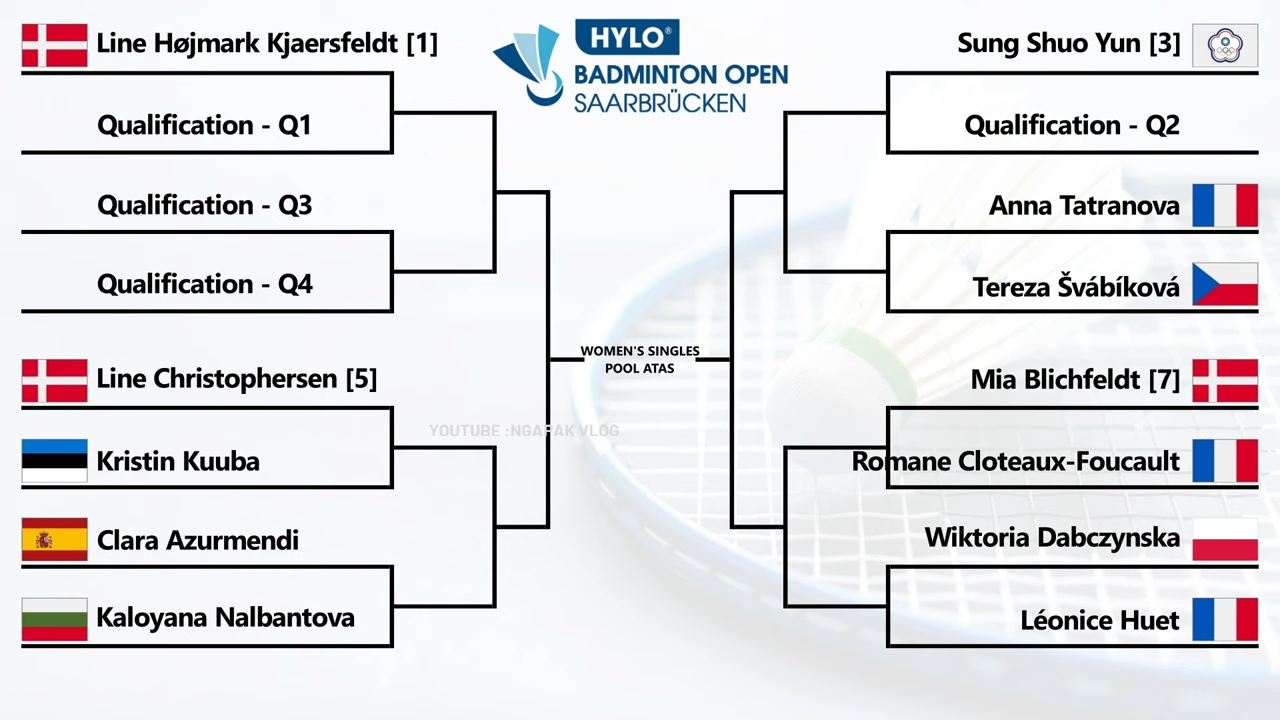 Line Højmark Kjaersfeldt [1]
Qualification - Q1
Qualification - Q3
Qualification - Q4
Line Christophersen [5]
Kristin Kuuba
Clara Azurmendi
Kaloyana Nalbantova
HYLO®
BADMINTON OPEN
SAARBRÜCKEN
WOMEN'S SINGLES
POOL ATAS
YOUTUBE :NGAPAK VLOG
Sung Shuo Yun [3]
Qualification - Q2
Anna Tatranova
Tereza Švábíková
Mia Blichfeldt [7]
Romane Cloteaux-Foucault
Wiktoria Dabczynska
Léonice Huet